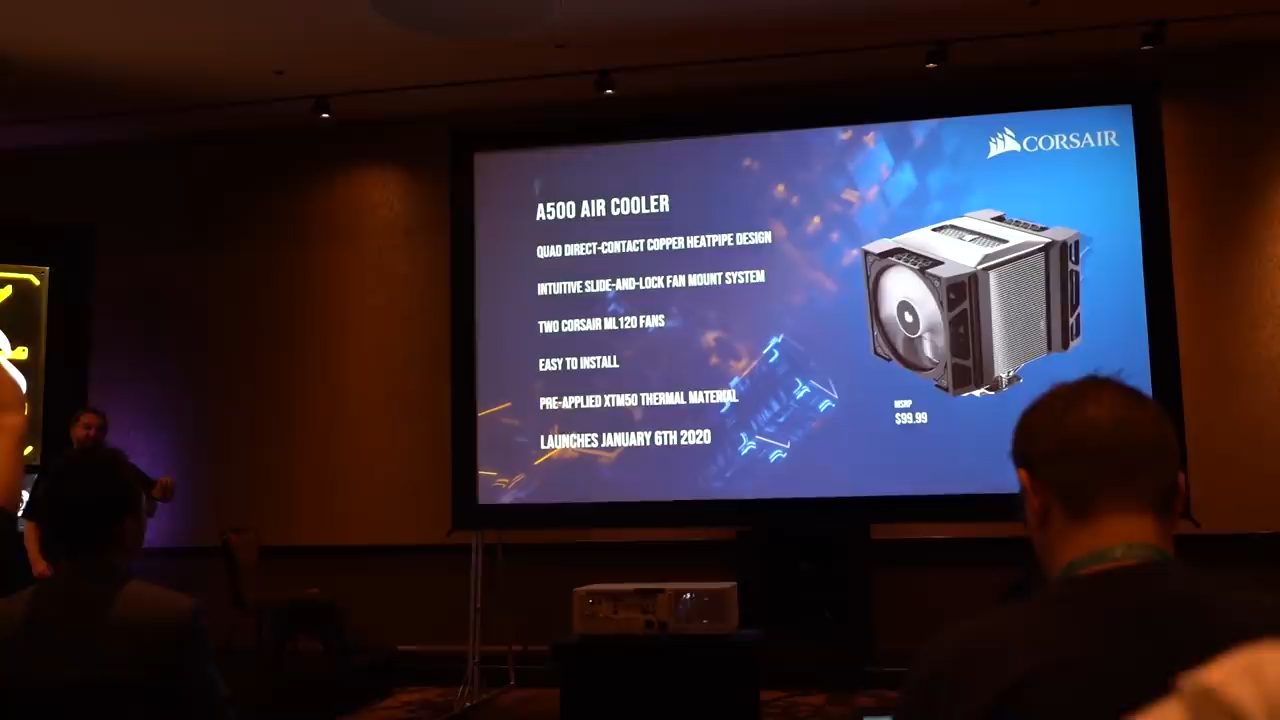 CORSAIR
A500 AIR COOLER
QUAD DIRECT-CONTACT COPPER HEATPIPE DESIGN
INTUITIVE SLIDE-AND-LOCK FAN MOUNT SYSTEM
TWO CORSAIR ML120 FANS
EASY TO INSTALL
PRE-APPLIED XTM50 THERMAL MATERIAL
LAUNCHES JANUARY 6TH 2020
MSRP
$99.99